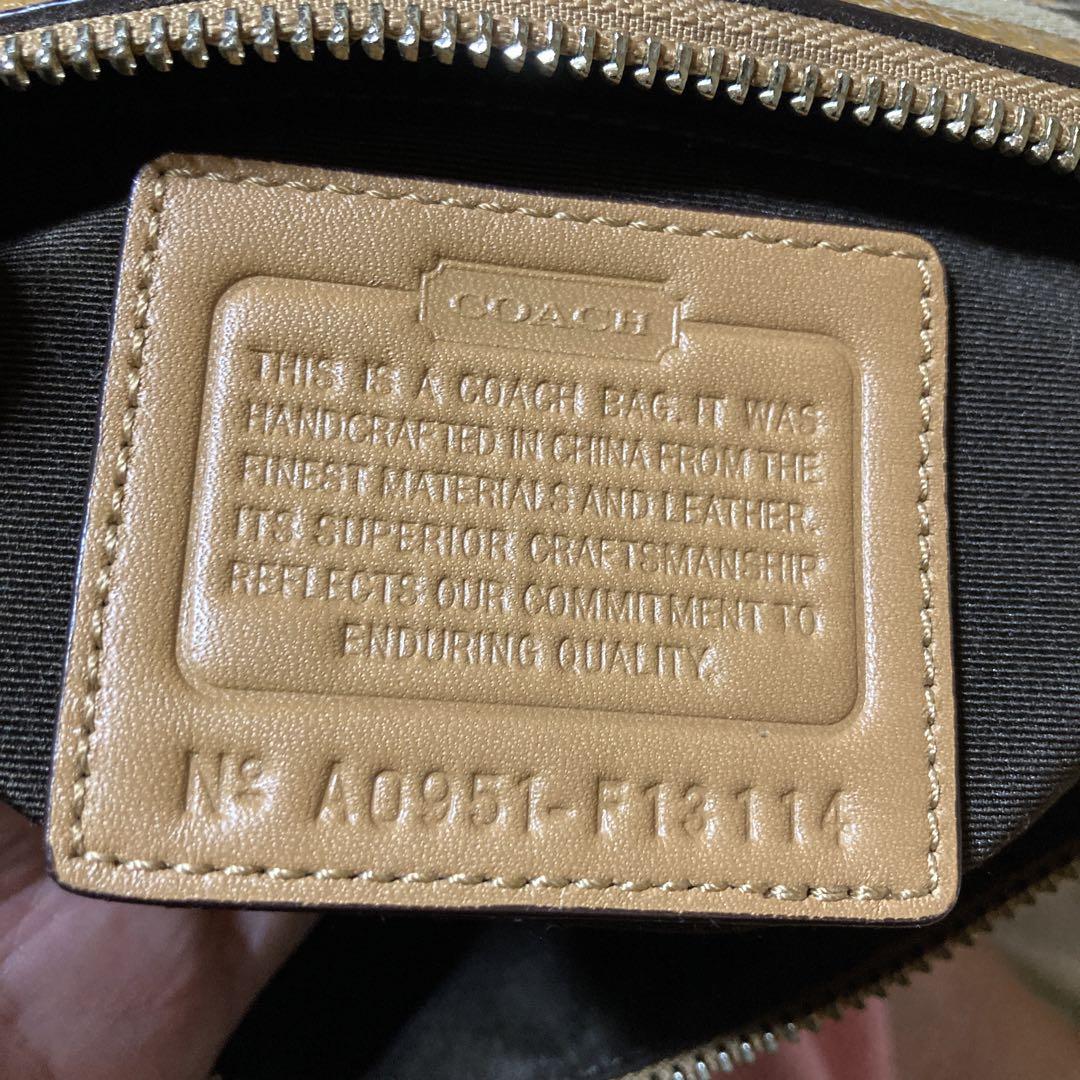 COACH
THIS IS A COACH BAG. IT WAS
HANDCRAFTED IN CHINA FROM THE
FINEST MATERIALS AND LEATHER.
ITS SUPERIOR CRAFTSMANSHIP
REFLECTS OUR COMMITMENT TO
ENDURING QUALITY.
Nº A0951-F13114